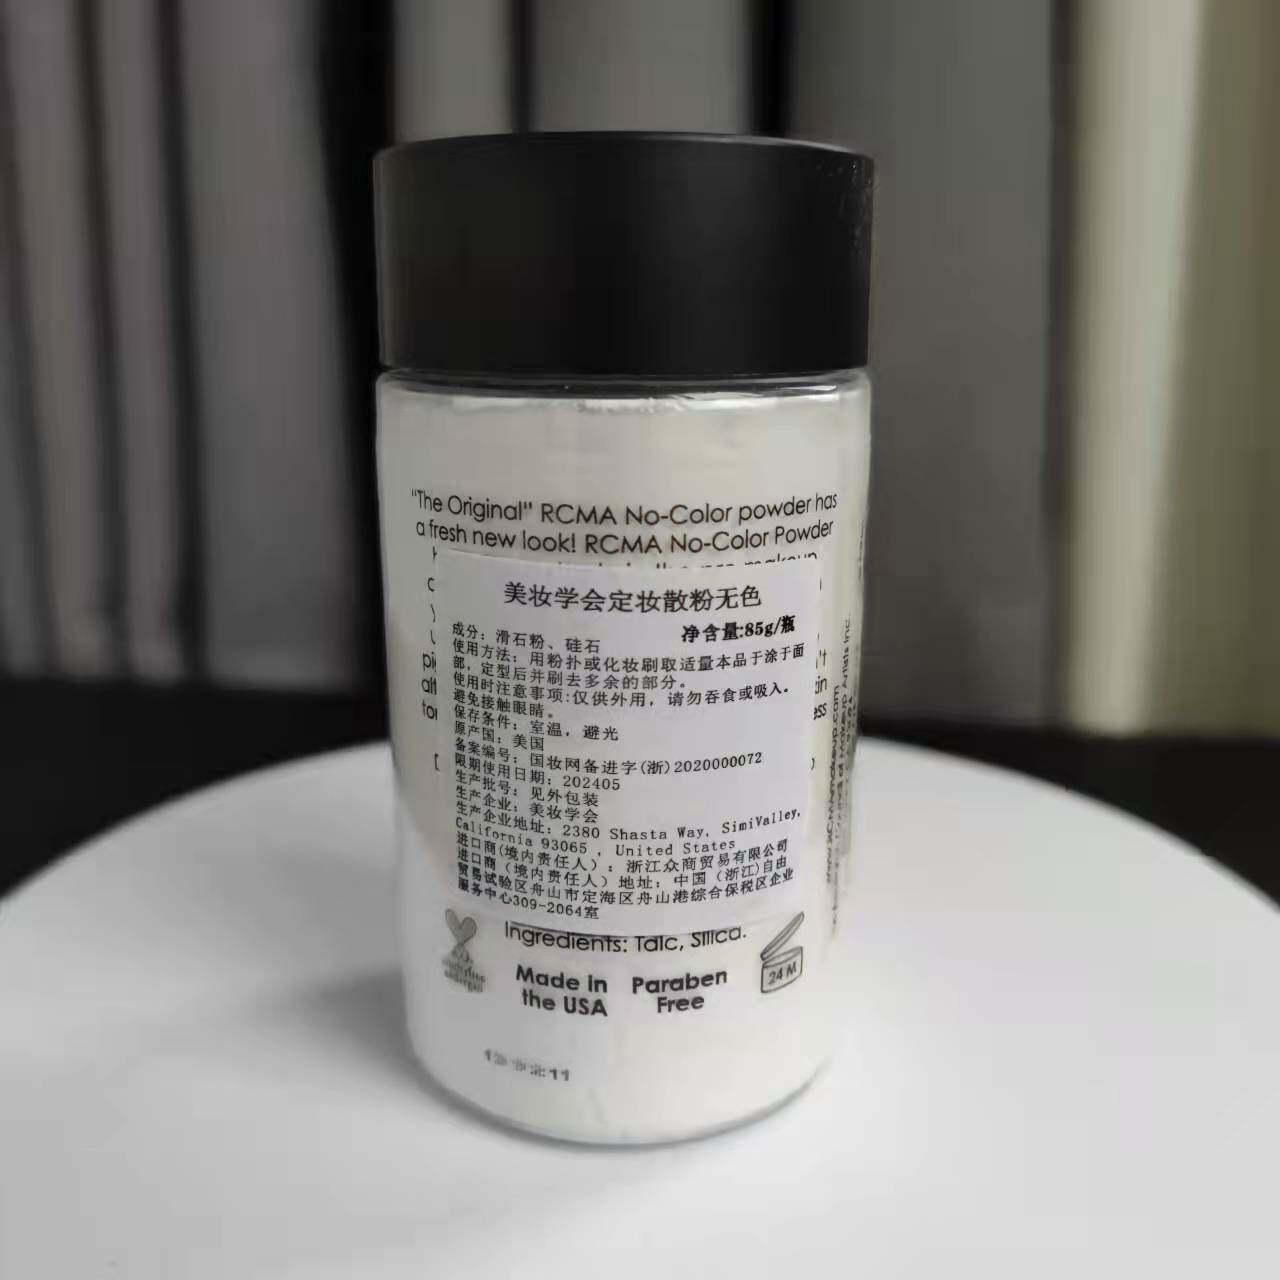 "The Original" RCMA No-Color powder has
a fresh new look! RCMA No-Color Powder
美妆学会定妆散粉无色
净含量:85g/瓶
成分：滑石粉、硅石
使用方法：用粉扑或化妆刷取适量本品于涂于面
部，定型后并刷去多余的部分。
使用时注意事项:仅供外用，请勿吞食或吸入。
避免接触眼睛。
保存条件：室温，避光
原产国：美国
备案编号：国妆网备进字(浙)2020000072
限期使用日期：202405
生产批号：见外包装
生产企业：美妆学会
生产企业地址：2380 Shasta Way, SimiValley,
California 93065 , United States
进口商(境内责任人)：浙江众商贸易有限公司
进口商（境内责任人）地址：中国（浙江)自由
贸易试验区舟山市定海区舟山港综合保税区企业
服务中心309-2064室
Ingredients: Talc, Silica.
Made in
the USA
Paraben
Free
24 M
www.RCMAmakeup.com
of Makeup Artists Inc.